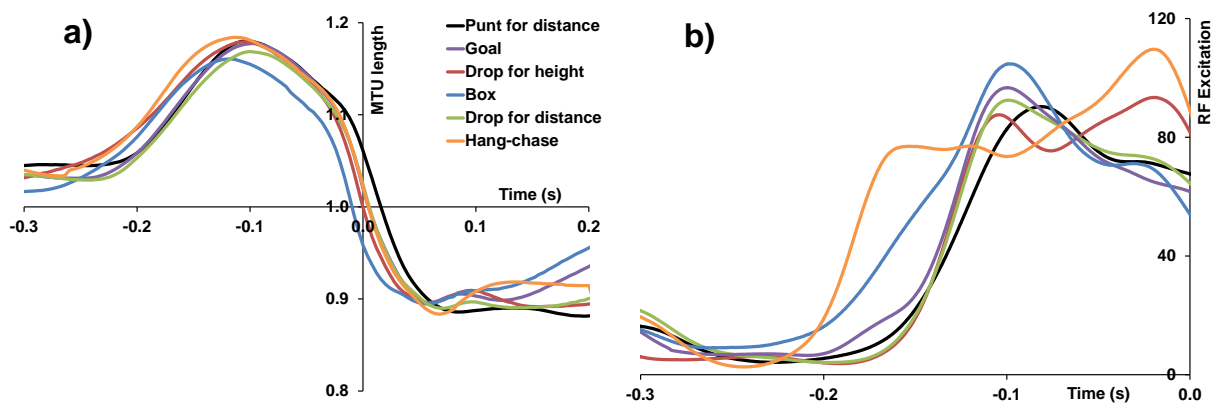 a)
1.2
1.1
1.0
0.9
0.8
MTU length
Time (s)
-0.3
-0.2
-0.1
0.0
0.1
0.2
Punt for distance
Goal
Drop for height
Box
Drop for distance
Hang-chase
b)
120
80
40
0
RF Excitation
-0.3
-0.2
-0.1
Time (s)
0.0